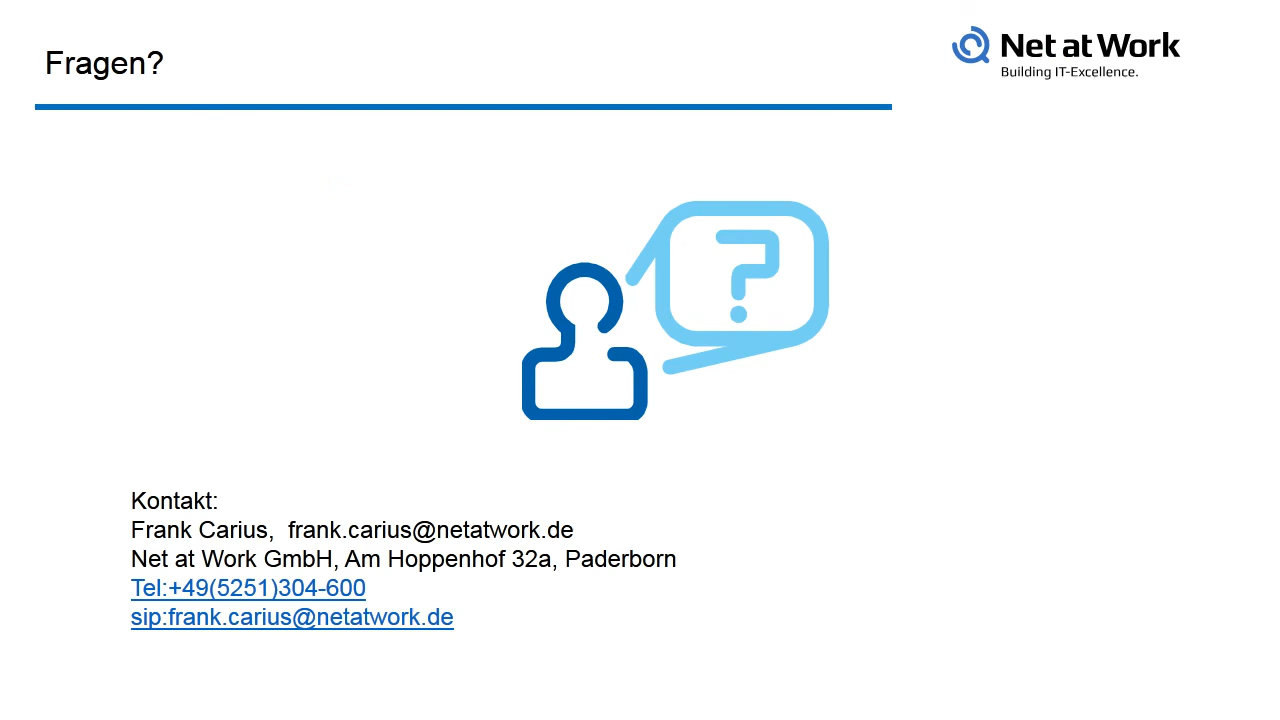 Fragen?
Net at Work
Building IT-Excellence.
?
Kontakt:
Frank Carius,  frank.carius@netatwork.de
Net at Work GmbH, Am Hoppenhof 32a, Paderborn
Tel:+49(5251)304-600
sip:frank.carius@netatwork.de